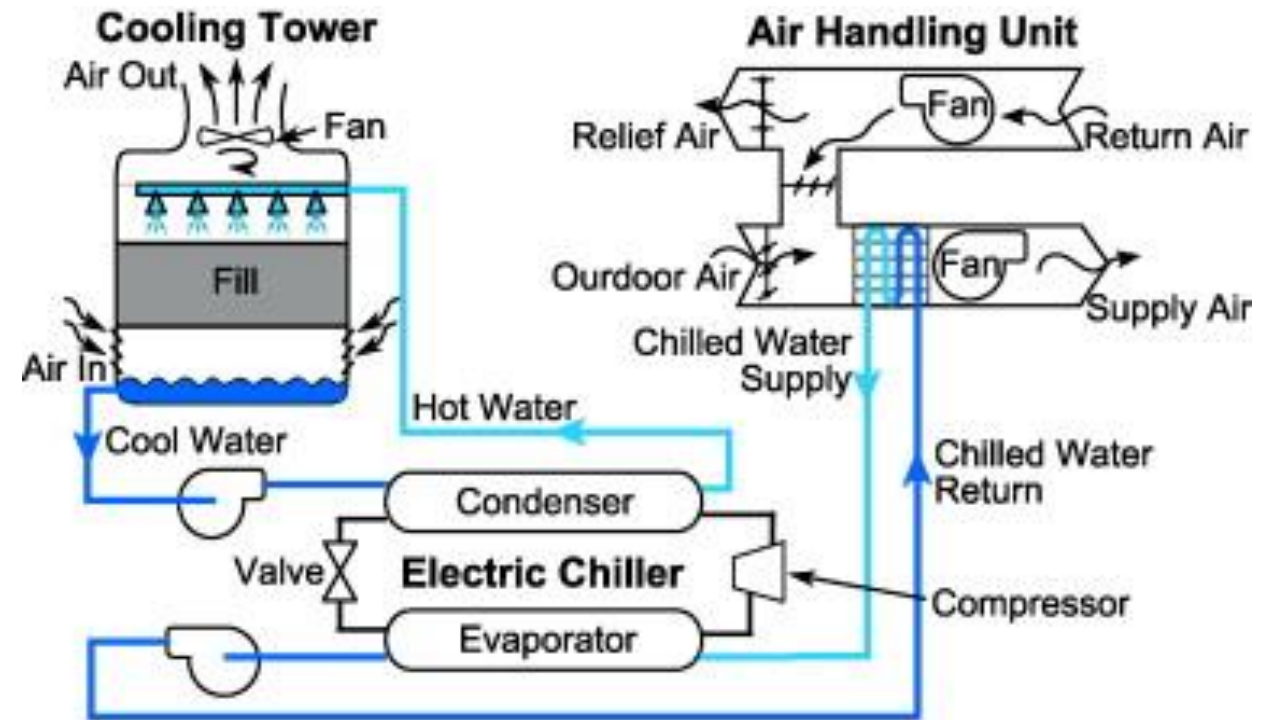 Cooling Tower
Air Handling Unit
Air Out
Fan
Fan
Relief Air
Return Air
Fill
Ourdoor Air
Fan
Supply Air
Air In
Chilled Water
Supply
Hot Water
Cool Water
Chilled Water
Return
Condenser
Valve
Electric Chiller
Compressor
Evaporator